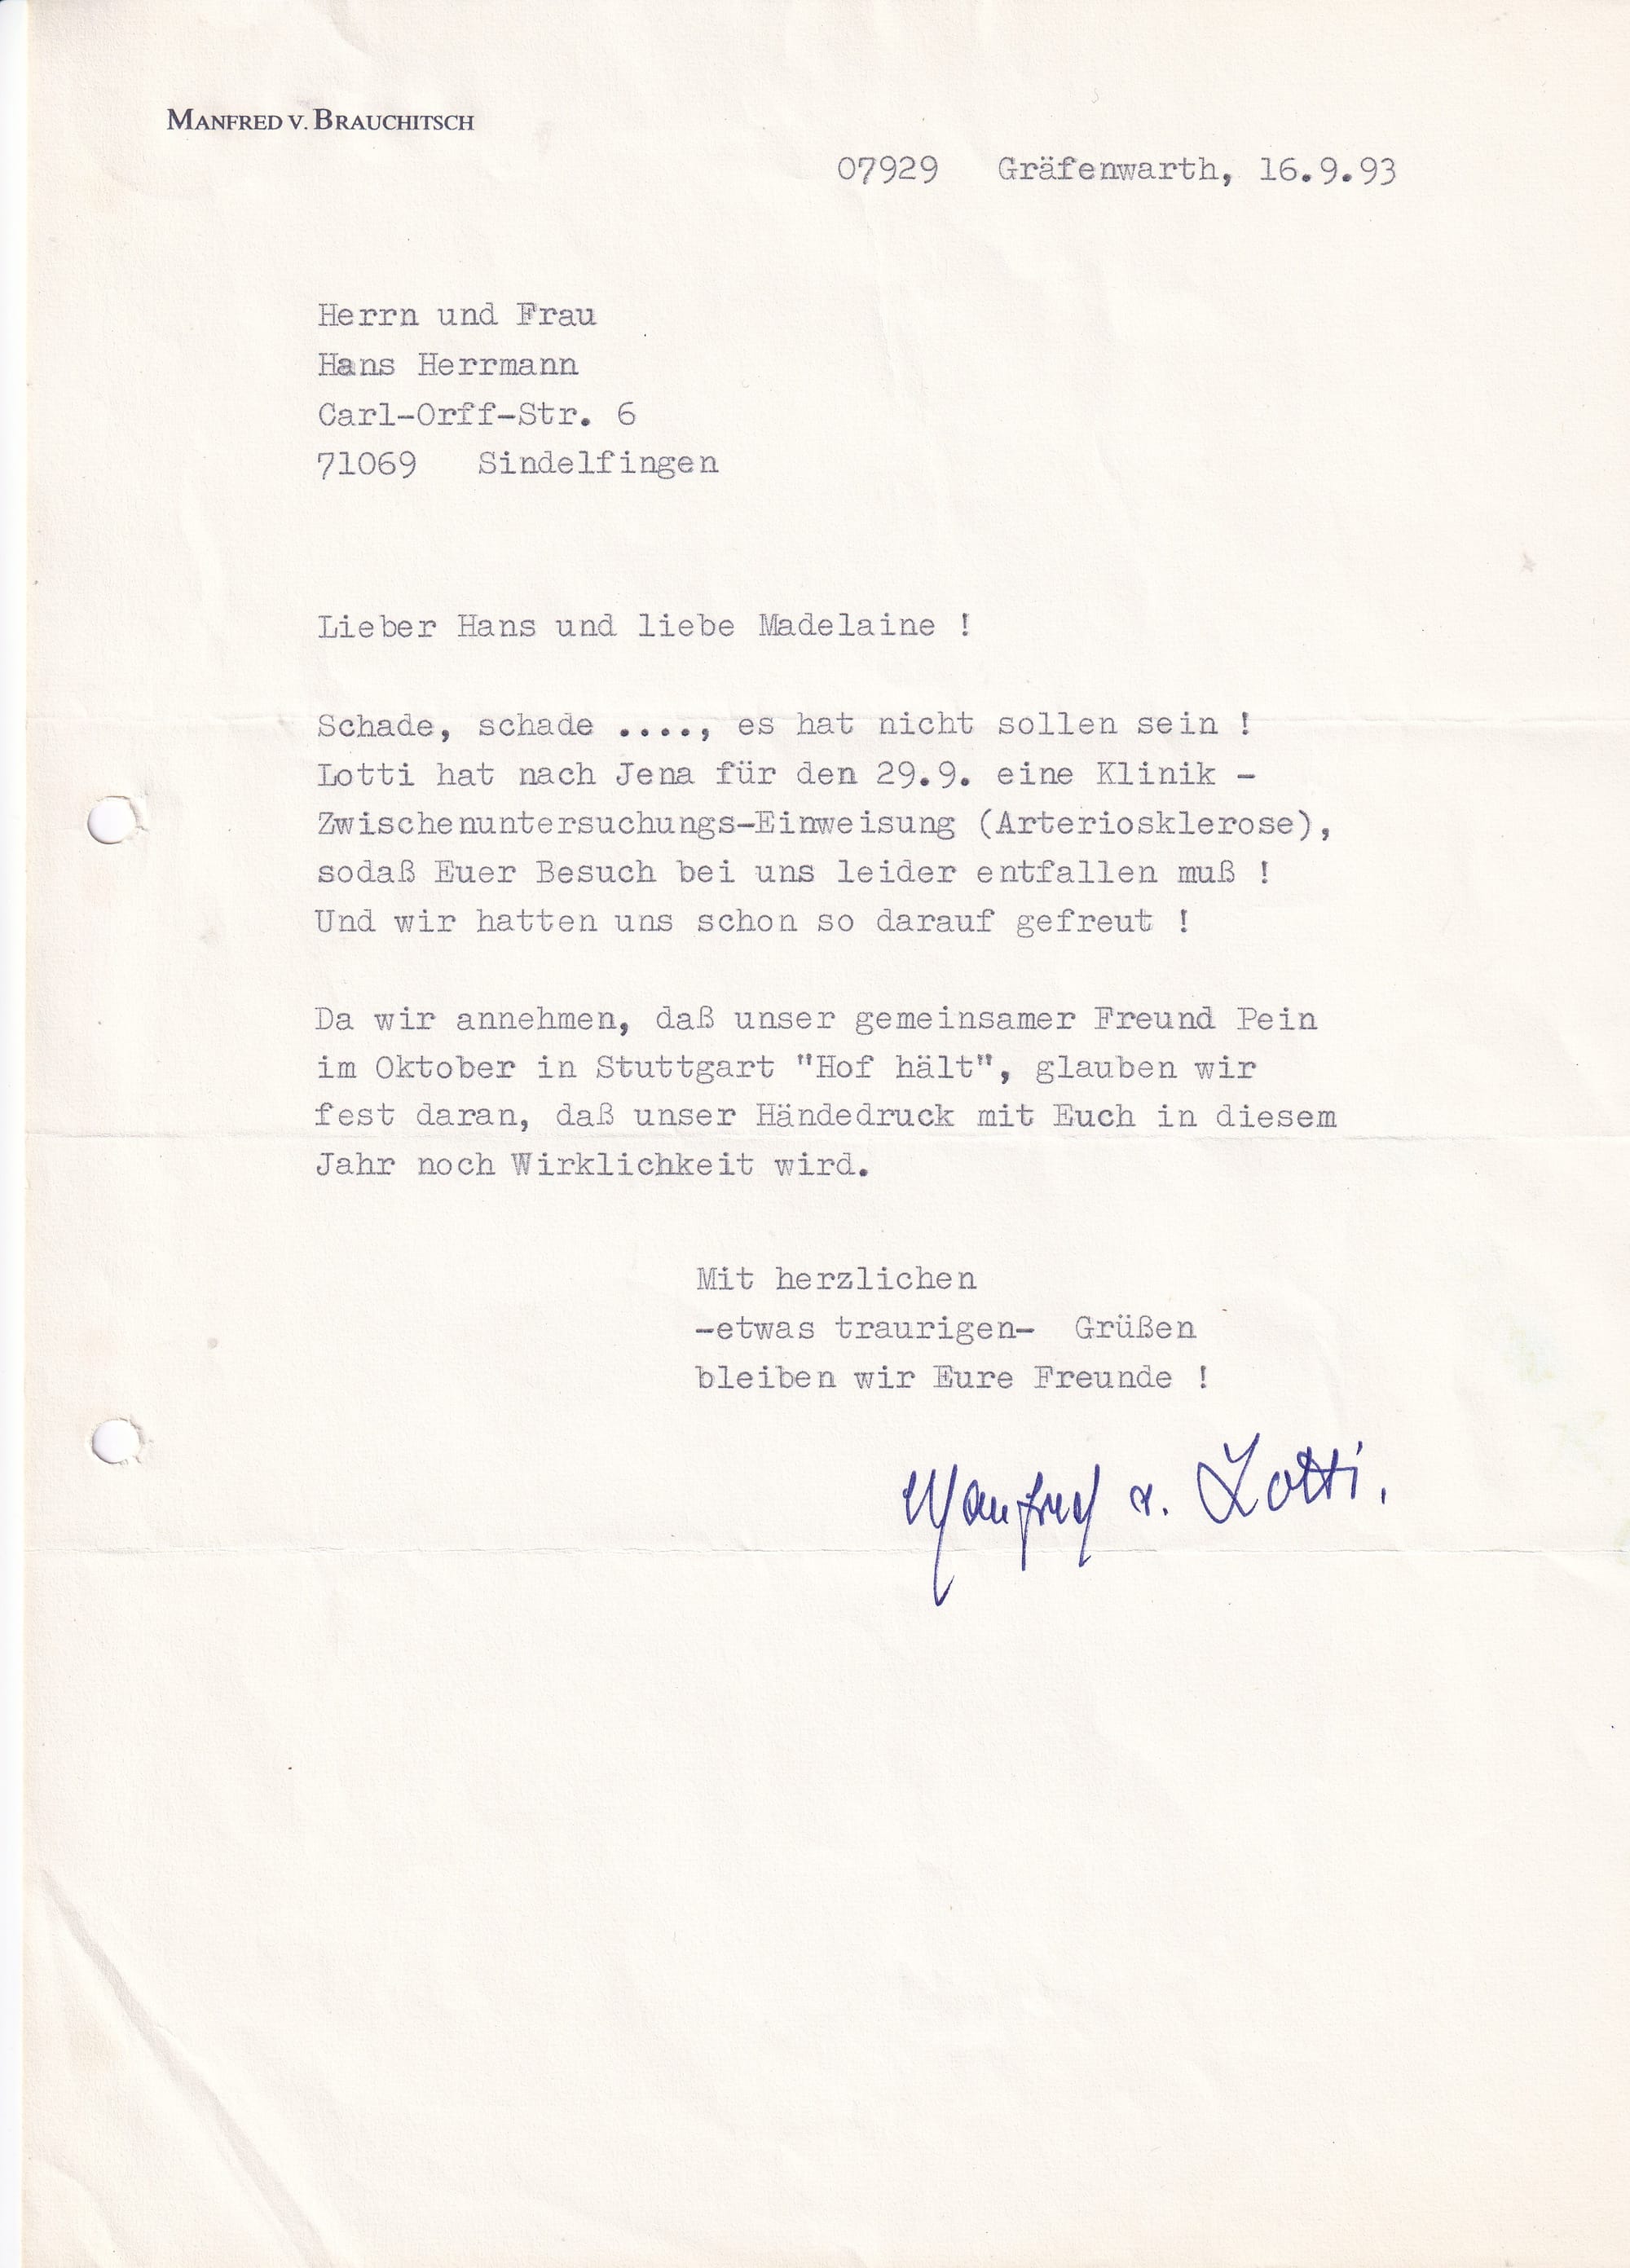 MANFRED V. BRAUCHITSCH
07929 Gräfenwarth, 16.9.93
Herrn und Frau
Hans Herrmann
Carl-Orff-Str. 6
71069 Sindelfingen
Lieber Hans und liebe Madelaine !
Schade, schade ...., es hat nicht sollen sein !
Lotti hat nach Jena für den 29.9. eine Klinik -
Zwischenuntersuchungs-Einweisung (Arteriosklerose),
sodaß Euer Besuch bei uns leider entfallen muß !
Und wir hatten uns schon so darauf gefreut !
Da wir annehmen, daß unser gemeinsamer Freund Pein
im Oktober in Stuttgart "Hof hält", glauben wir
fest daran, daß unser Händedruck mit Euch in diesem
Jahr noch Wirklichkeit wird.
Mit herzlichen
-etwas traurigen- Grüßen
bleiben wir Eure Freunde !
Manfred u. Lotti.